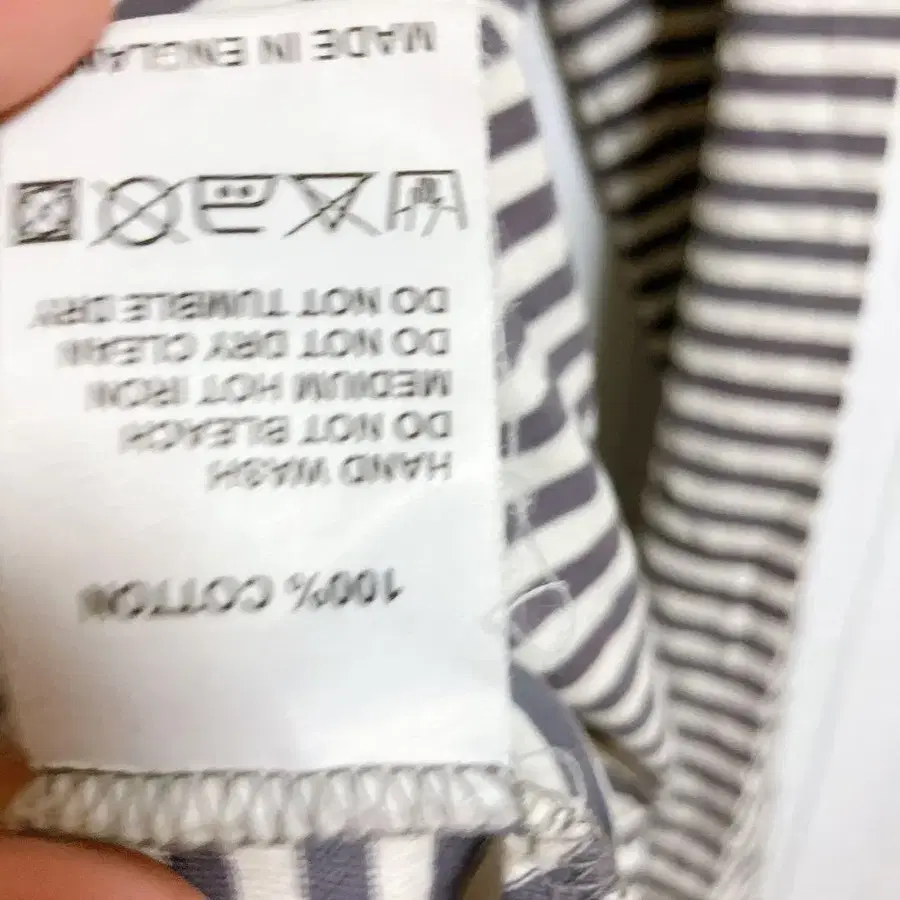 100% COTTON
HAND WASH
DO NOT BLEACH
MEDIUM HOT IRON
DO NOT DRY CLEAN
DO NOT TUMBLE DRY
MADE IN ENGLAND